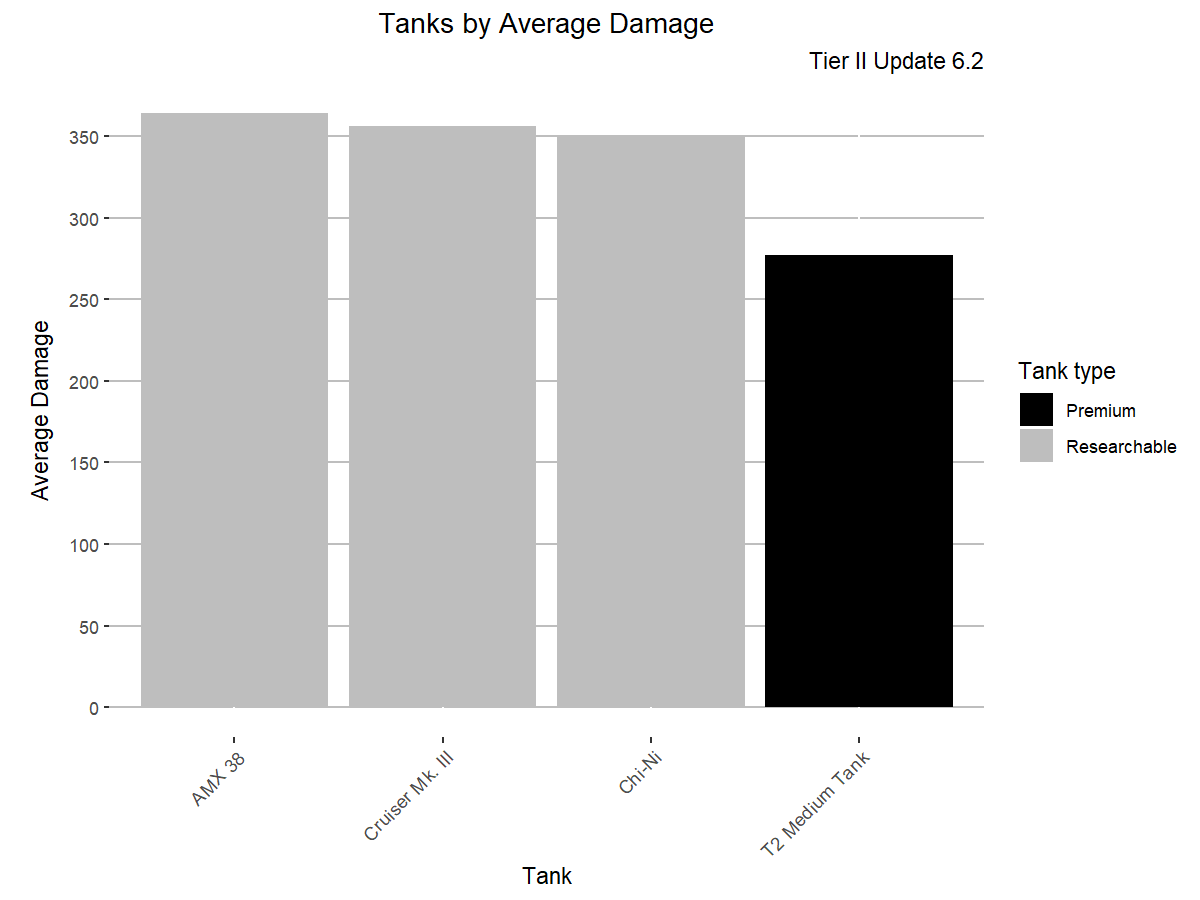 Tanks by Average Damage
Tier II Update 6.2
Average Damage
350
300
250
200
150
100
50
0
AMX 38
Cruiser Mk. III
Chi-Ni
T2 Medium Tank
Tank
Tank type
Premium
Researchable